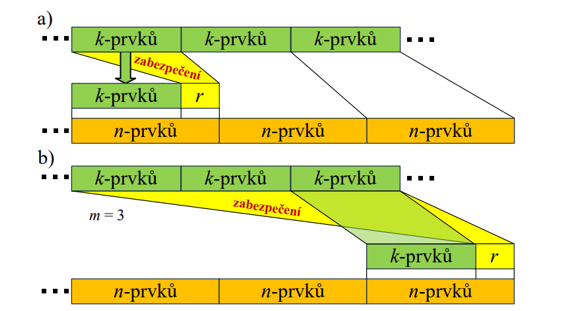 a)
... k-prvků k-prvků k-prvků ...
zabezpečení
k-prvků r
... n-prvků n-prvků n-prvků
b)
... k-prvků k-prvků k-prvků ...
zabezpečení
m = 3
k-prvků r
... n-prvků n-prvků n-prvků